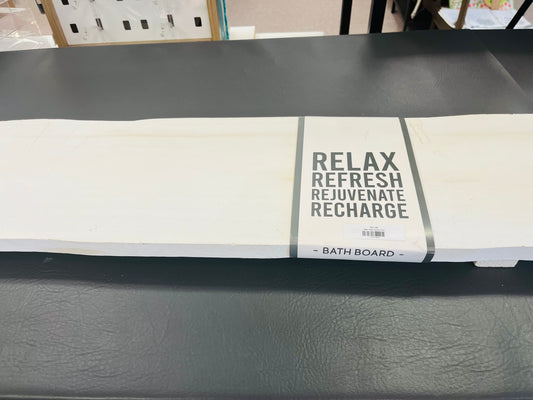 RELAX
REFRESH
REJUVENATE
RECHARGE
- BATH BOARD -